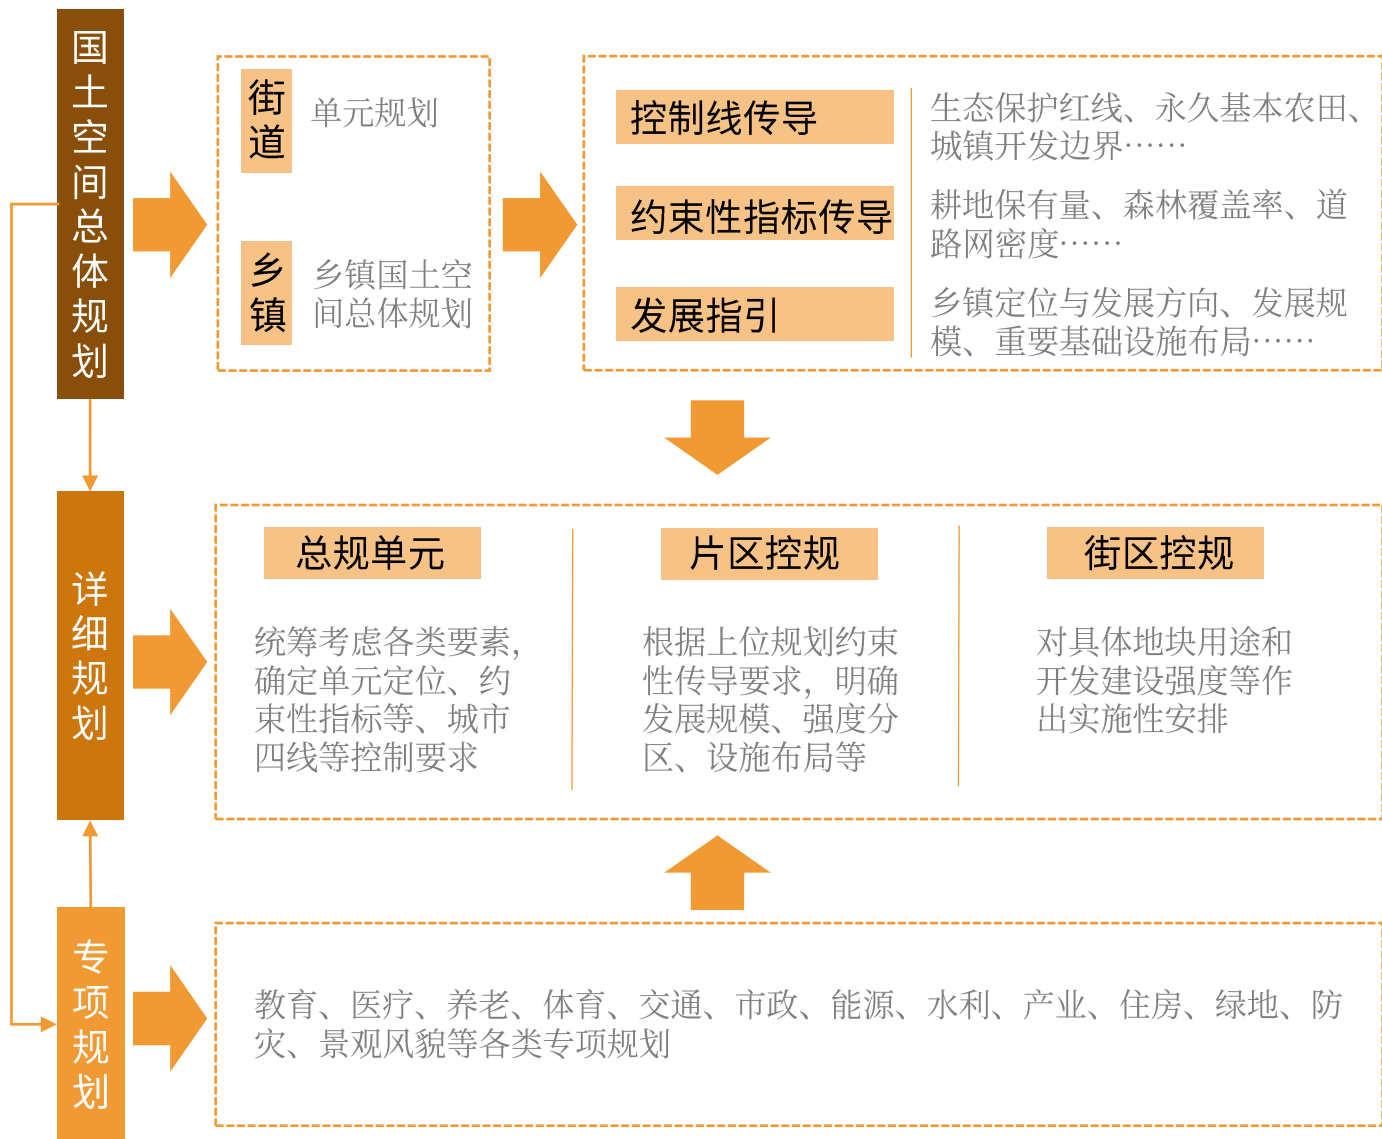 国土空间总体规划
街道
单元规划
乡镇
乡镇国土空
间总体规划
控制线传导
生态保护红线、永久基本农田、
城镇开发边界……
约束性指标传导
耕地保有量、森林覆盖率、道
路网密度……
发展指引
乡镇定位与发展方向、发展规
模、重要基础设施布局……
详细规划
总规单元
统筹考虑各类要素，
确定单元定位、约
束性指标等、城市
四线等控制要求
片区控规
根据上位规划约束
性传导要求，明确
发展规模、强度分
区、设施布局等
街区控规
对具体地块用途和
开发建设强度等作
出实施性安排
专项规划
教育、医疗、养老、体育、交通、市政、能源、水利、产业、住房、绿地、防
灾、景观风貌等各类专项规划